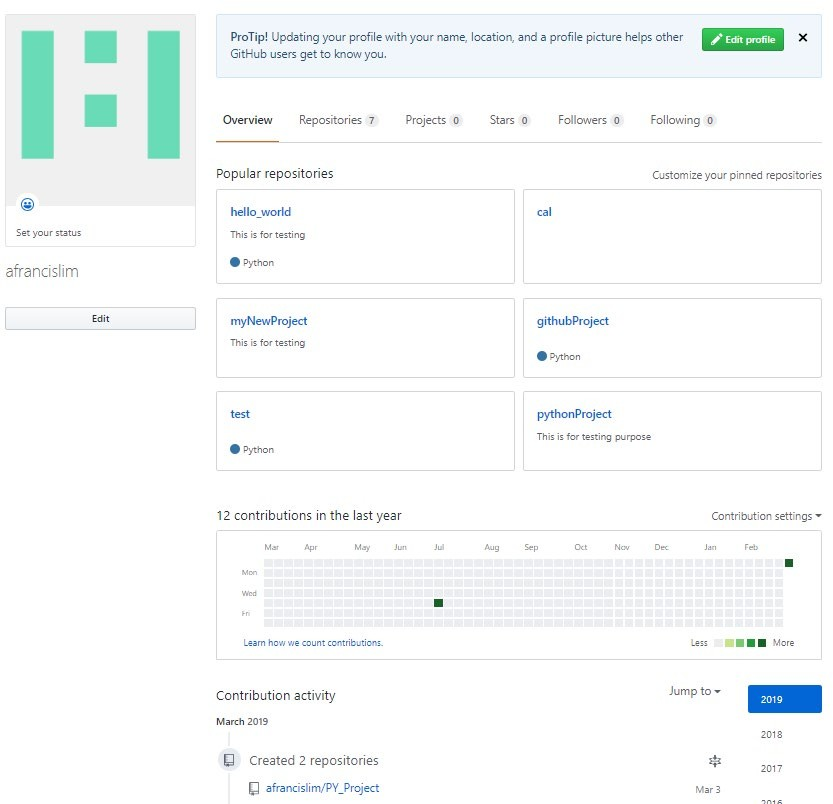 ProTip! Updating your profile with your name, location, and a profile picture helps other
GitHub users get to know you.
Edit profile
Set your status
afrancislim
Edit
Overview Repositories 7 Projects 0 Stars 0 Followers 0 Following 0
Popular repositories
Customize your pinned repositories
hello_world
This is for testing
Python
cal
myNewProject
This is for testing
githubProject
Python
test
Python
pythonProject
This is for testing purpose
12 contributions in the last year
Contribution settings
Mar Apr May Jun Jul Aug Sep Oct Nov Dec Jan Feb
Mon
Wed
Fri
Learn how we count contributions.
Less More
Contribution activity
Jump to
2019
2018
2017
2016
March 2019
Created 2 repositories
afrancislim/PY_Project
Mar 3